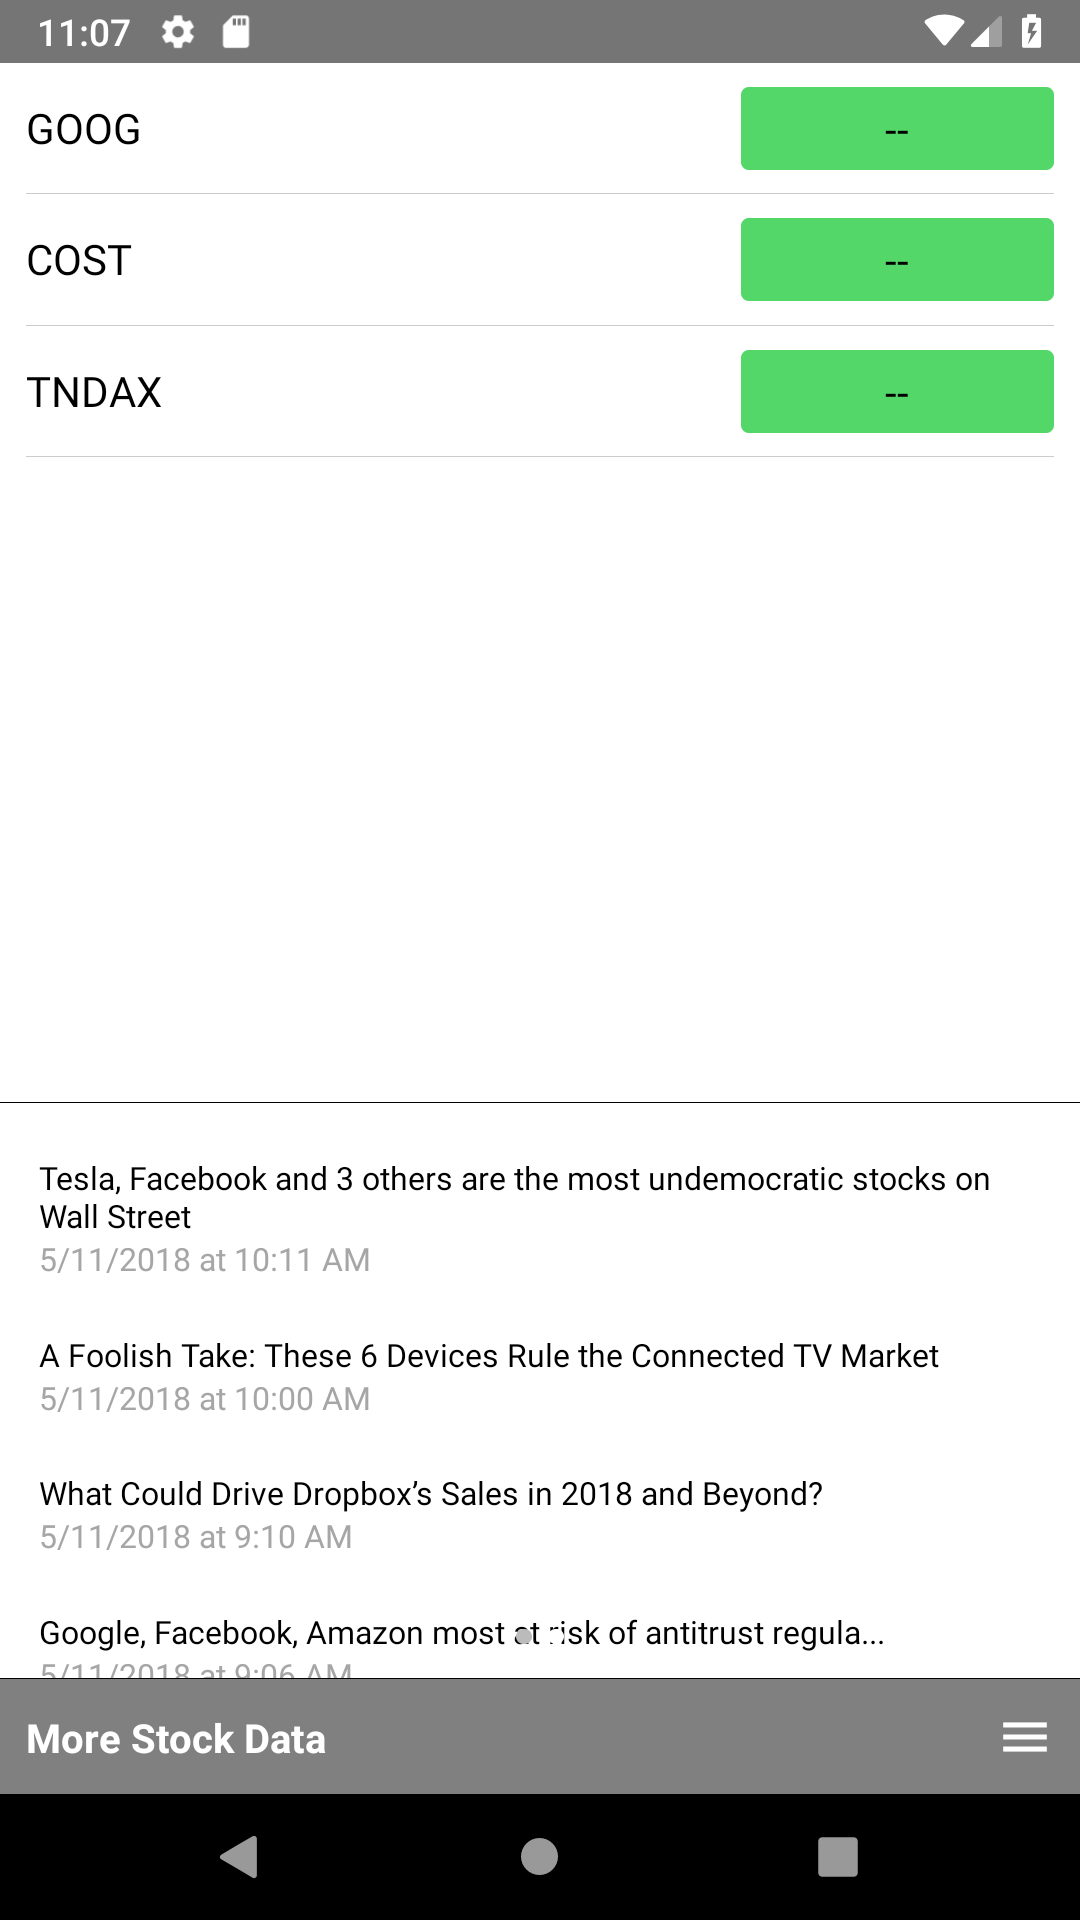 11:07
GOOG --
COST --
TNDAX --
Tesla, Facebook and 3 others are the most undemocratic stocks on
Wall Street
5/11/2018 at 10:11 AM
A Foolish Take: These 6 Devices Rule the Connected TV Market
5/11/2018 at 10:00 AM
What Could Drive Dropbox’s Sales in 2018 and Beyond?
5/11/2018 at 9:10 AM
Google, Facebook, Amazon most at risk of antitrust regula...
5/11/2018 at 9:06 AM
More Stock Data